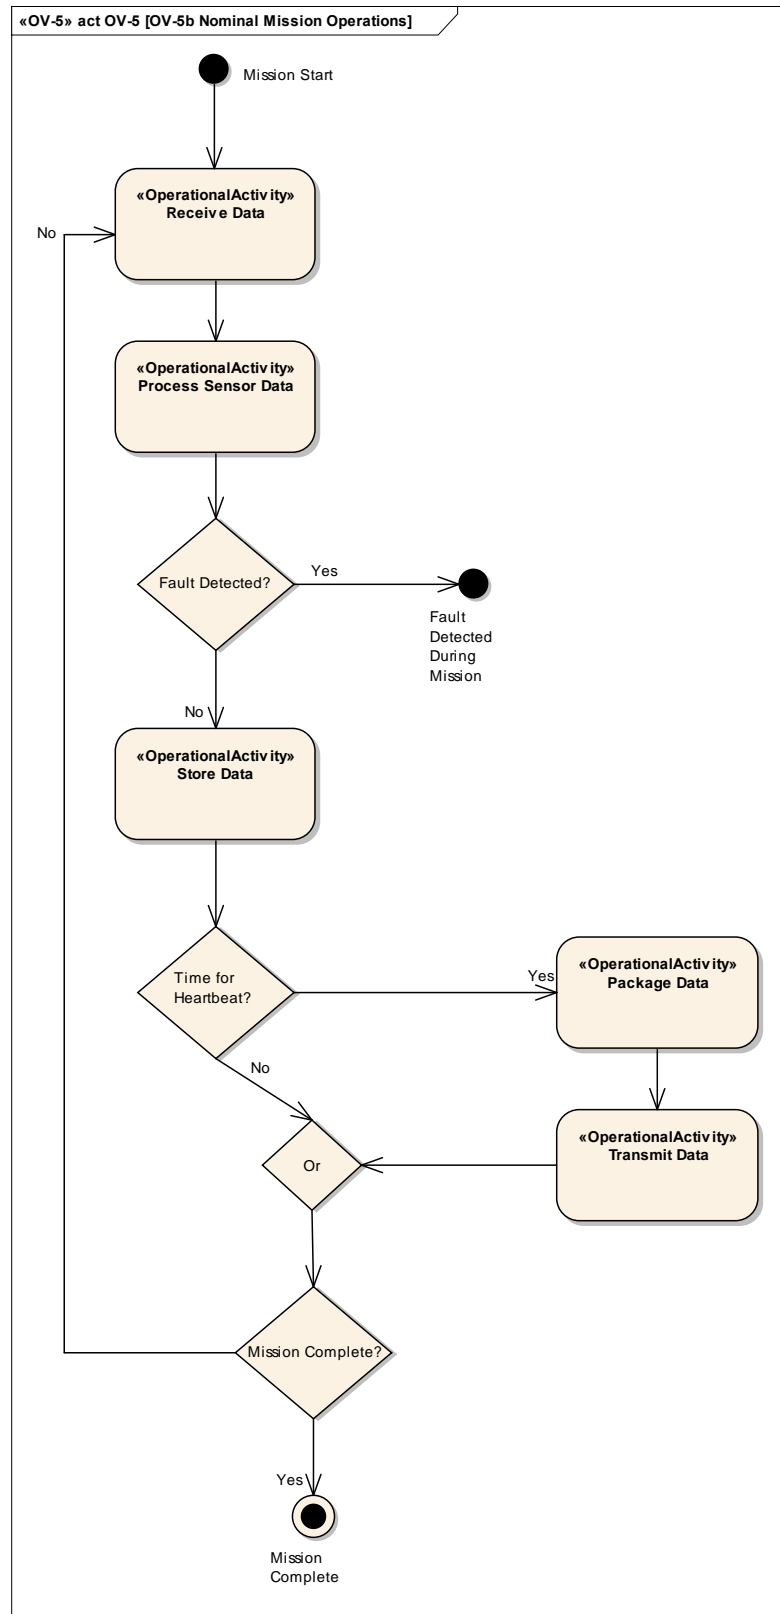 «OV-5» act OV-5 [OV-5b Nominal Mission Operations]
Mission Start
«OperationalActivity»
Receive Data
No
«OperationalActivity»
Process Sensor Data
Fault Detected?
Yes
Fault
Detected
During
Mission
No
«OperationalActivity»
Store Data
Time for
Heartbeat?
Yes
«OperationalActivity»
Package Data
No
«OperationalActivity»
Transmit Data
Or
Mission Complete?
Yes
Mission
Complete